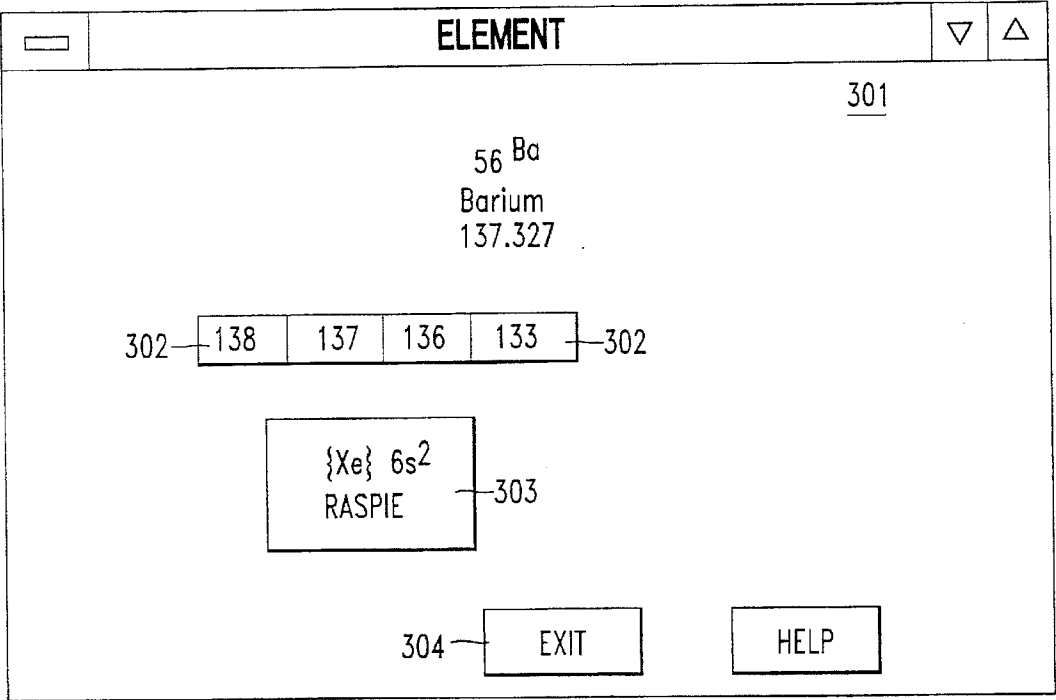 ELEMENT
301
56 Ba
Barium
137.327
302 138 137 136 133 302
{Xe} 6s2
RASPIE
303
304 EXIT HELP